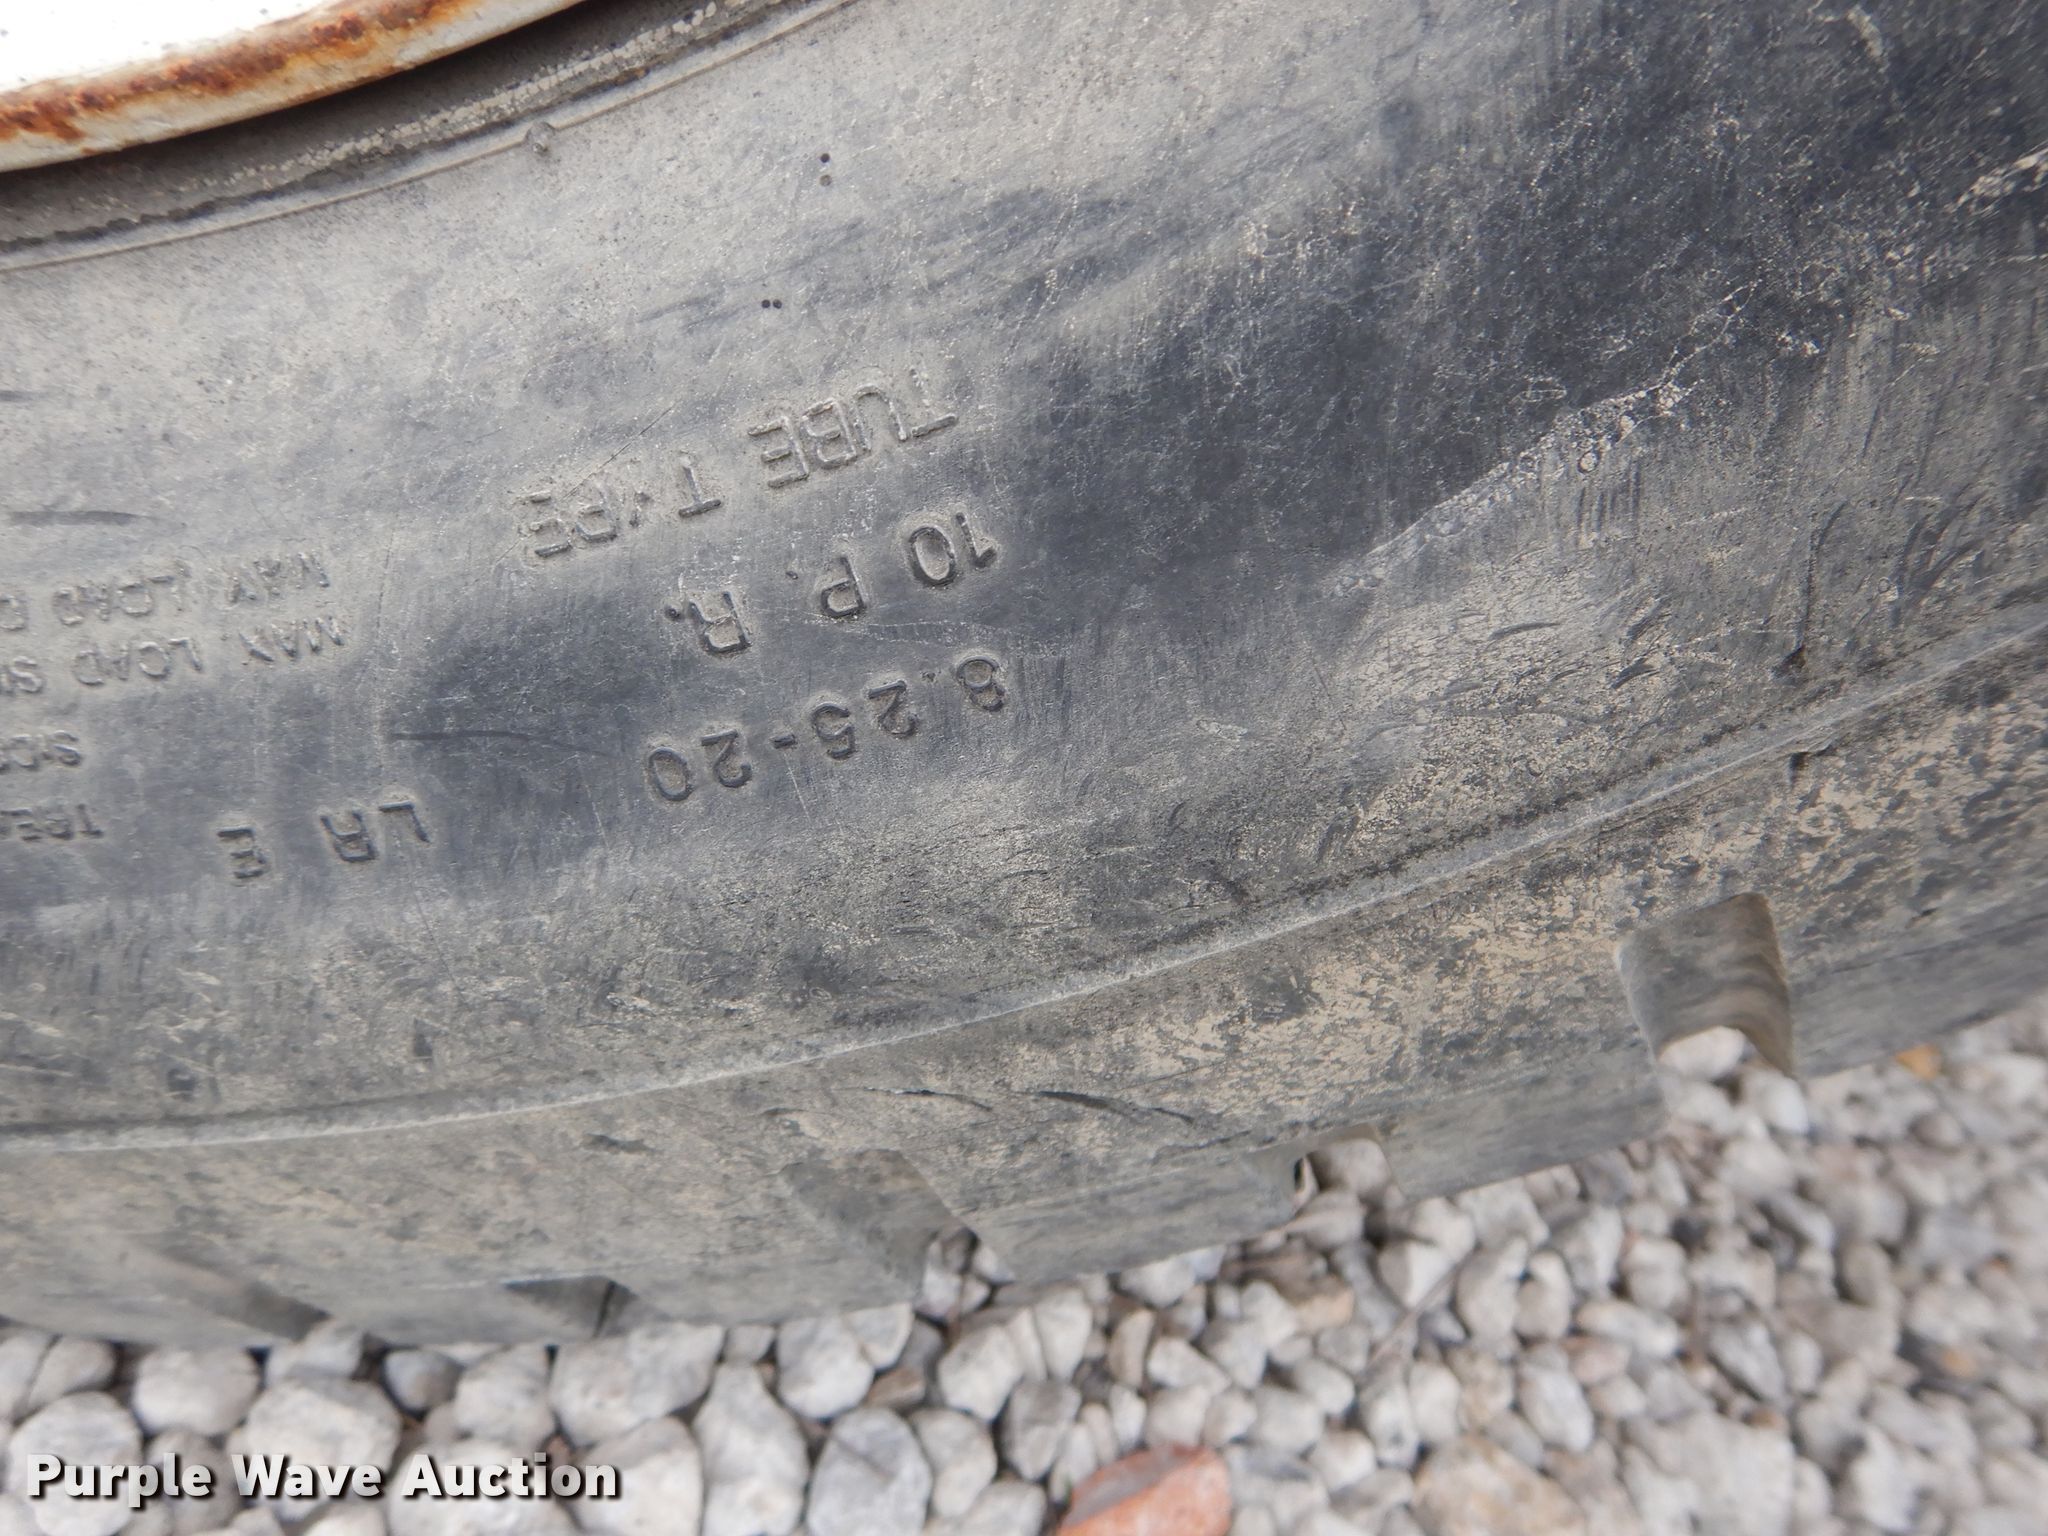 TUBE TYPE
10 P. R.
8.25-20
LR E
MAX. LOAD
MAX. LOAD
Purple Wave Auction